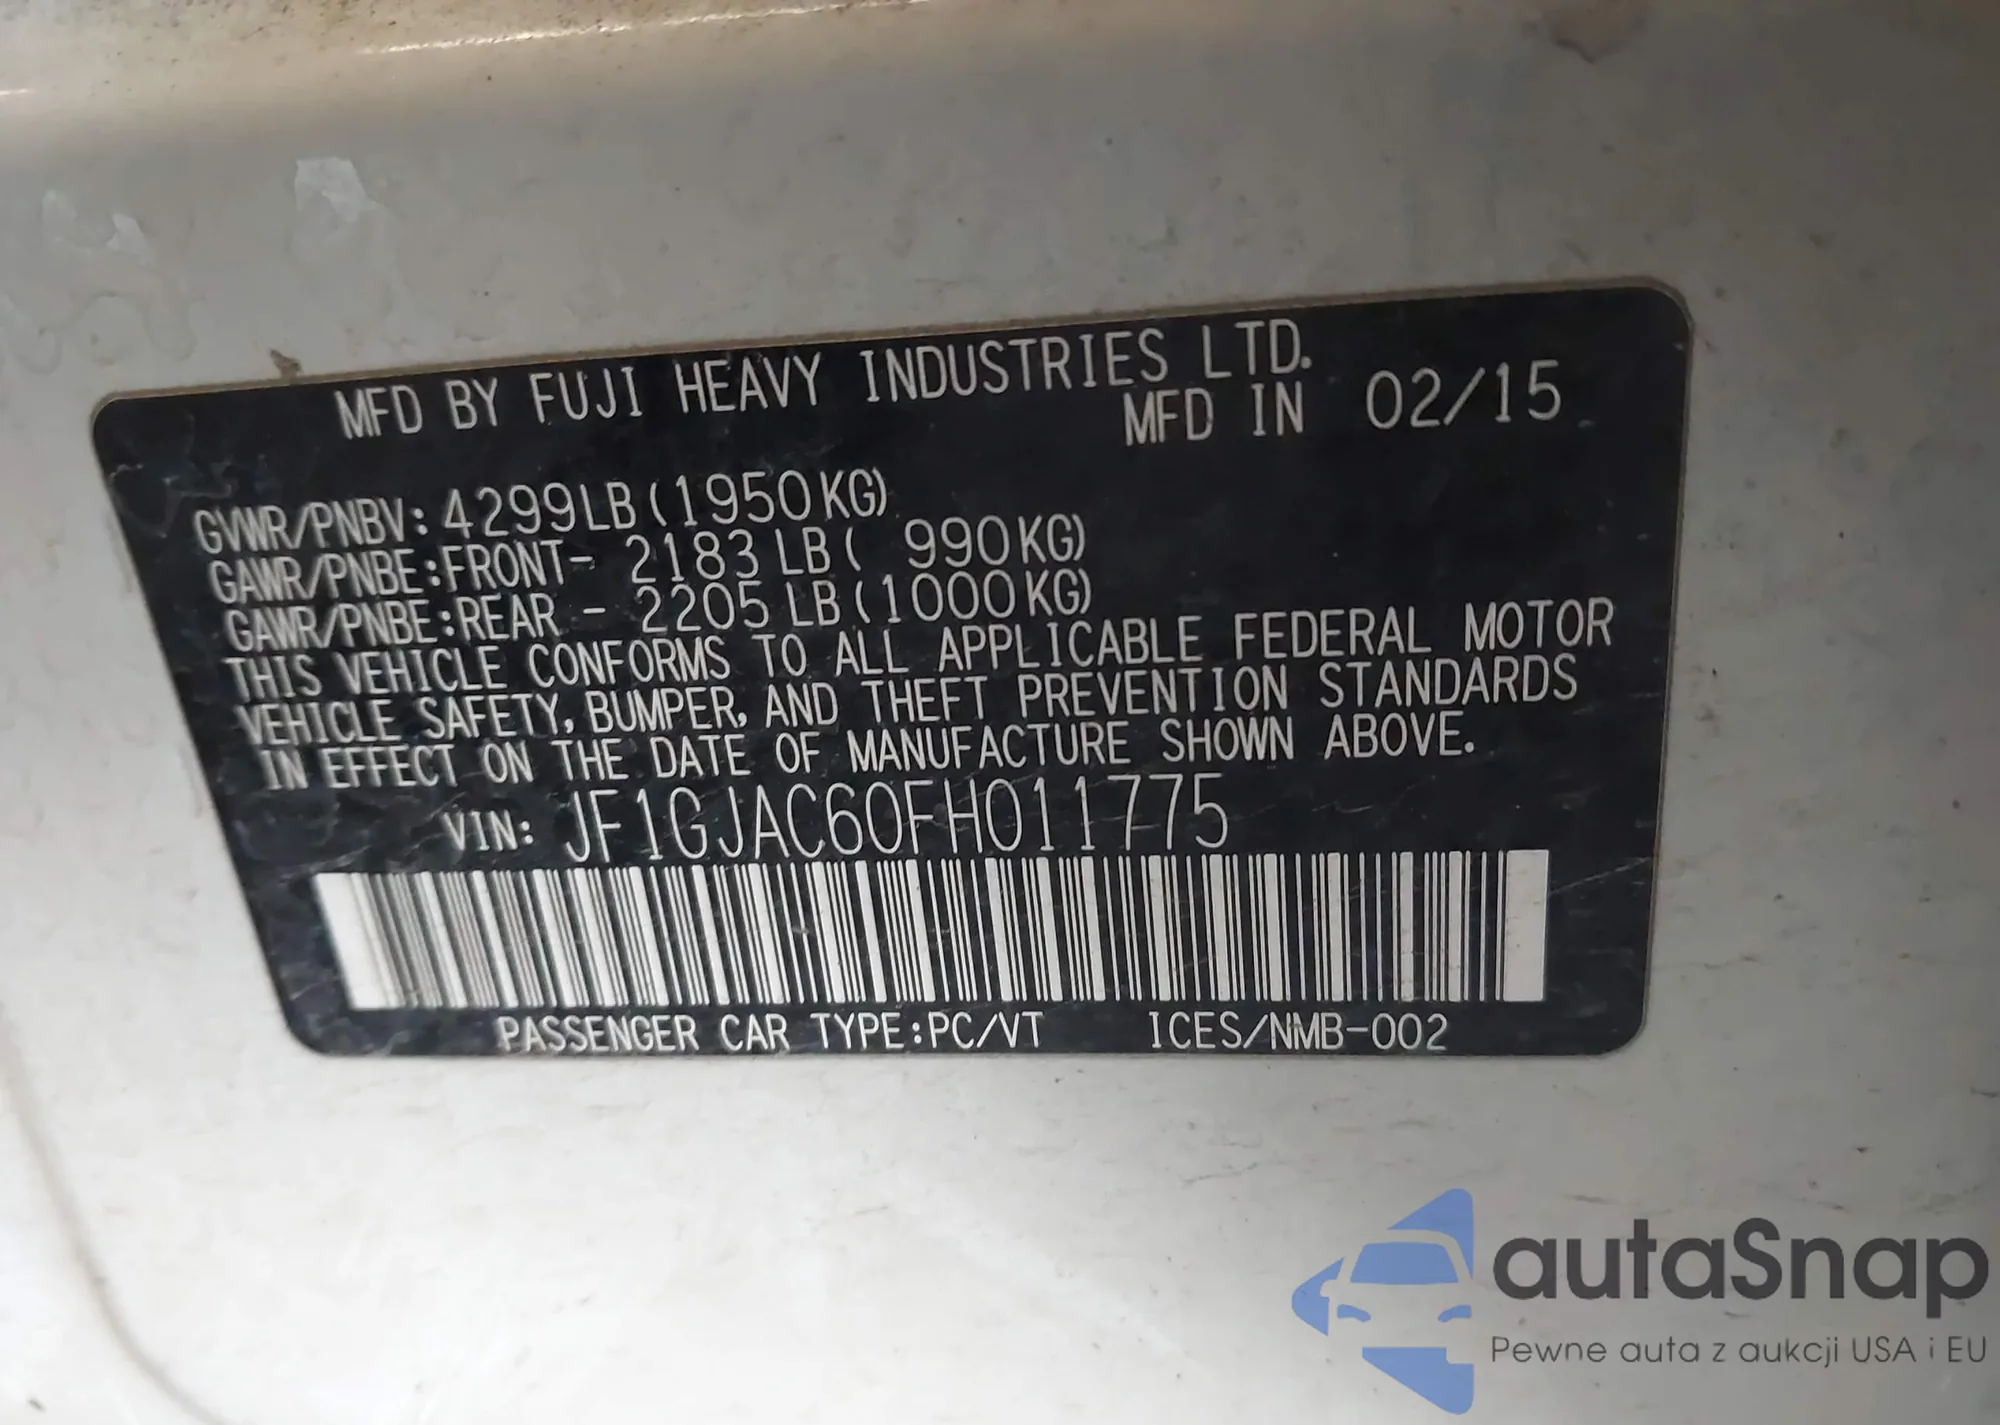 MFD BY FUJI HEAVY INDUSTRIES LTD.
MFD IN 02/15
GVWR/PNBV: 4299LB (1950KG)
GAWR/PNBE:FRONT- 2183 LB ( 990KG)
GAWR/PNBE:REAR - 2205 LB (1000KG)
THIS VEHICLE CONFORMS TO ALL APPLICABLE FEDERAL MOTOR
VEHICLE SAFETY, BUMPER, AND THEFT PREVENTION STANDARDS
IN EFFECT ON THE DATE OF MANUFACTURE SHOWN ABOVE.
VIN: JF1GJAC60FH011775
PASSENGER CAR TYPE:PC/VT ICES/NMB-002
autaSnap
Pewne auta z aukcji USA i EU